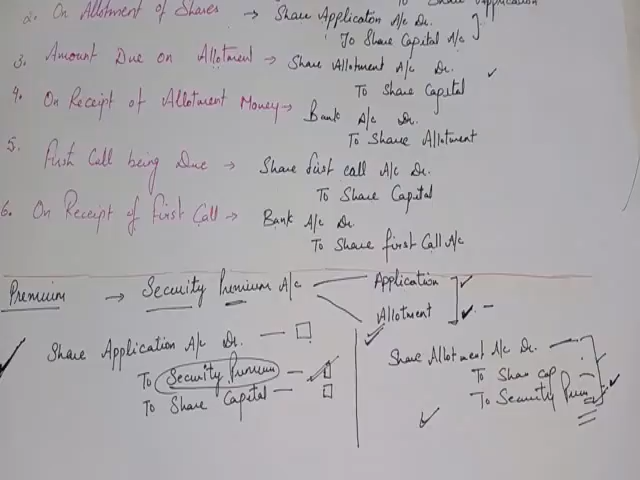 To Share Application
2. On Allotment of Shares → Share Applicaton A/c Dr.
To Share Capital A/c
3. Amount Due on Allotment → Share Allotment A/c Dr.
To Share Capital
4. On Receipt of Allotment Money → Bank A/c Dr.
To Share Allotment
5. First Call being Due → Share first call A/c Dr.
To Share Capital
6. On Receipt of First Call → Bank A/c Dr.
To Share first Call A/c
Premium → Security Premium A/c
Application
Allotment
Share Application A/c Dr.
To Security Premium
To Share Capital
Share Allotment A/c Dr.
To Share cap
To Security Prem